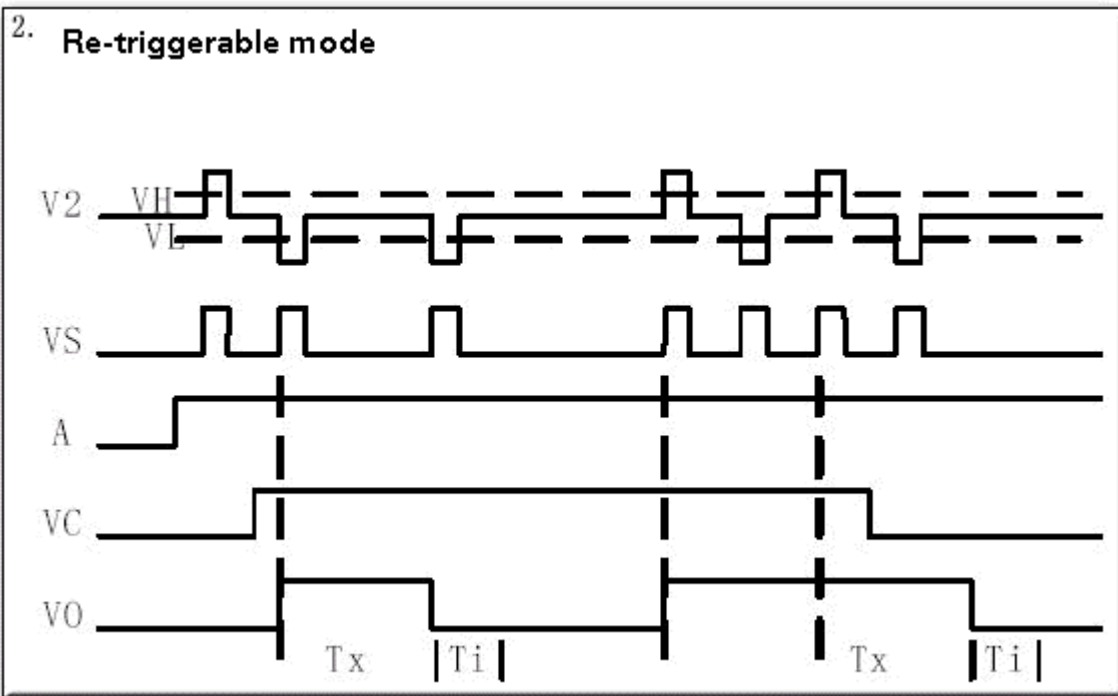 2. Re-triggerable mode
V2
VH
VL
VS
A
VC
VO
Tx
Ti
Tx
Ti